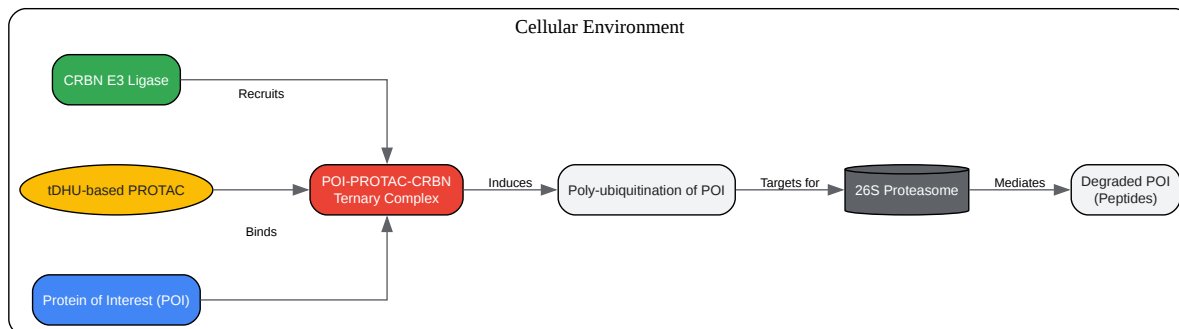 Cellular Environment
CRBN E3 Ligase
Recruits
tDHU-based PROTAC
POI-PROTAC-CRBN
Ternary Complex
Induces
Poly-ubiquitination of POI
Targets for
26S Proteasome
Mediates
Degraded POI
(Peptides)
Binds
Protein of Interest (POI)